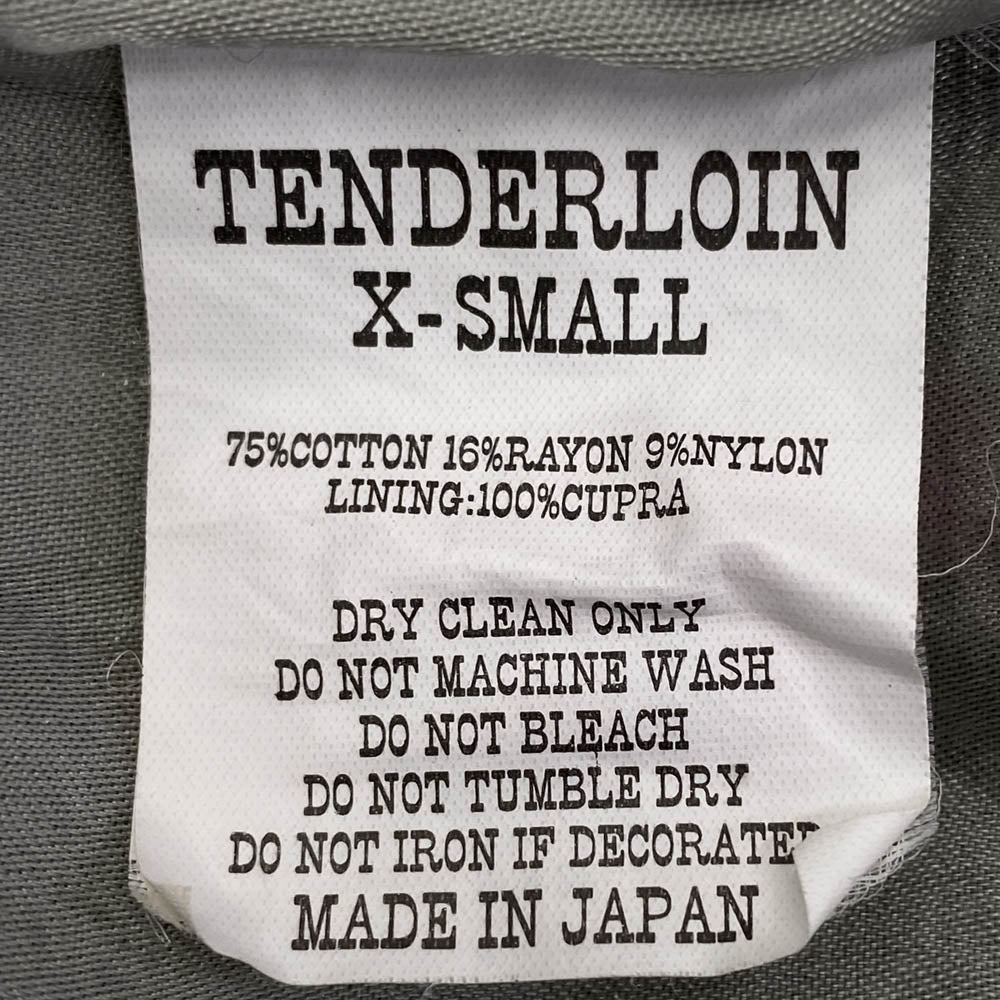 TENDERLOIN
X-SMALL
75%COTTON 16%RAYON 9%NYLON
LINING:100%CUPRA
DRY CLEAN ONLY
DO NOT MACHINE WASH
DO NOT BLEACH
DO NOT TUMBLE DRY
DO NOT IRON IF DECORATED
MADE IN JAPAN